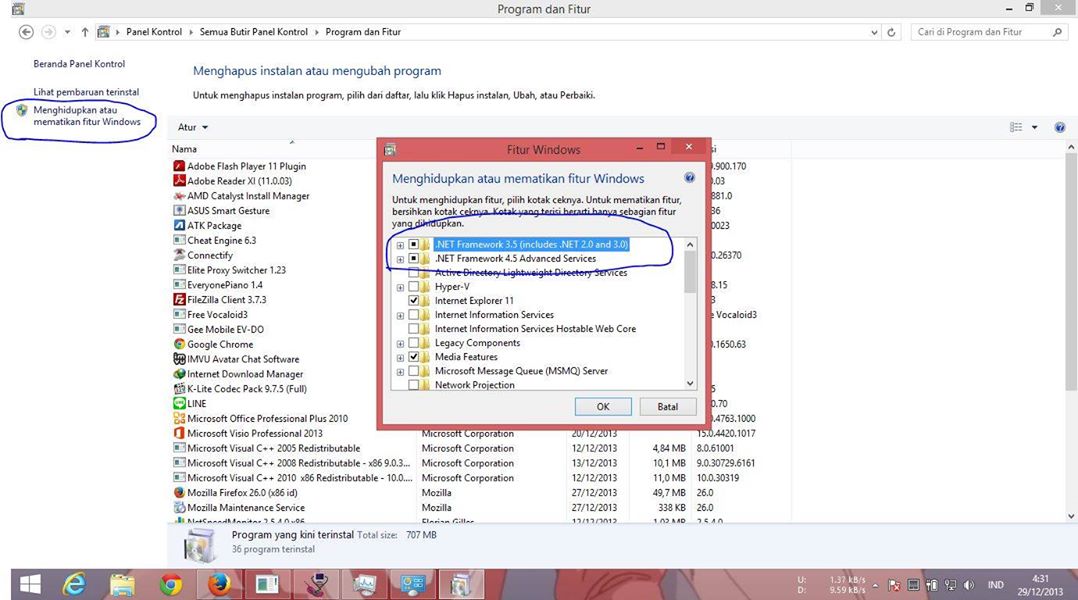 Program dan Fitur
Panel Kontrol Semua Butir Panel Kontrol Program dan Fitur
Cari di Program dan Fitur
Beranda Panel Kontrol
Lihat pembaruan terinstal
Menghidupkan atau
mematikan fitur Windows
Menghapus instalan atau mengubah program
Untuk menghapus instalan program, pilih dari daftar, lalu klik Hapus instalan, Ubah, atau Perbaiki.
Atur
Nama
Adobe Flash Player 11 Plugin
Adobe Reader XI (11.0.03)
AMD Catalyst Install Manager
ASUS Smart Gesture
ATK Package
Cheat Engine 6.3
Connectify
Elite Proxy Switcher 1.23
EveryonePiano 1.4
FileZilla Client 3.7.3
Free Vocaloid3
Gee Mobile EV-DO
Google Chrome
IMVU Avatar Chat Software
Internet Download Manager
K-Lite Codec Pack 9.7.5 (Full)
LINE
Microsoft Office Professional Plus 2010
Microsoft Visio Professional 2013 Microsoft Corporation 20/12/2013 15.0.4420.1017
Microsoft Visual C++ 2005 Redistributable Microsoft Corporation 12/12/2013 4,84 MB 8.0.61001
Microsoft Visual C++ 2008 Redistributable - x86 9.0.3... Microsoft Corporation 13/12/2013 10,1 MB 9.0.30729.6161
Microsoft Visual C++ 2010 x86 Redistributable - 10.0.... Microsoft Corporation 12/12/2013 11,0 MB 10.0.30319
Mozilla Firefox 26.0 (x86 id) Mozilla 27/12/2013 49,7 MB 26.0
Mozilla Maintenance Service Mozilla 27/12/2013 338 KB 26.0
NetSpeedMonitor 2.5.4.0 x86 Florian Gilles 12/12/2013 1,03 MB 2.5.4.0
si
.9.900.170
.0.03
.881.0
.36
.0023
.26370
.8.15
e Vocaloid3
.1650.63
.5
.0.70
.0.4763.1000
Fitur Windows
Menghidupkan atau mematikan fitur Windows
Untuk menghidupkan fitur, pilih kotak ceknya. Untuk mematikan fitur,
bersihkan kotak ceknya. Kotak yang terisi berarti hanya sebagian fitur
yang dihidupkan.
.NET Framework 3.5 (includes .NET 2.0 and 3.0)
.NET Framework 4.5 Advanced Services
Active Directory Lightweight Directory Services
Hyper-V
Internet Explorer 11
Internet Information Services
Internet Information Services Hostable Web Core
Legacy Components
Media Features
Microsoft Message Queue (MSMQ) Server
Network Projection
OK Batal
Program yang kini terinstal Total size: 707 MB
36 program terinstal
U: 1.37 kB/s
D: 9.59 kB/s
IND
4:31
29/12/2013